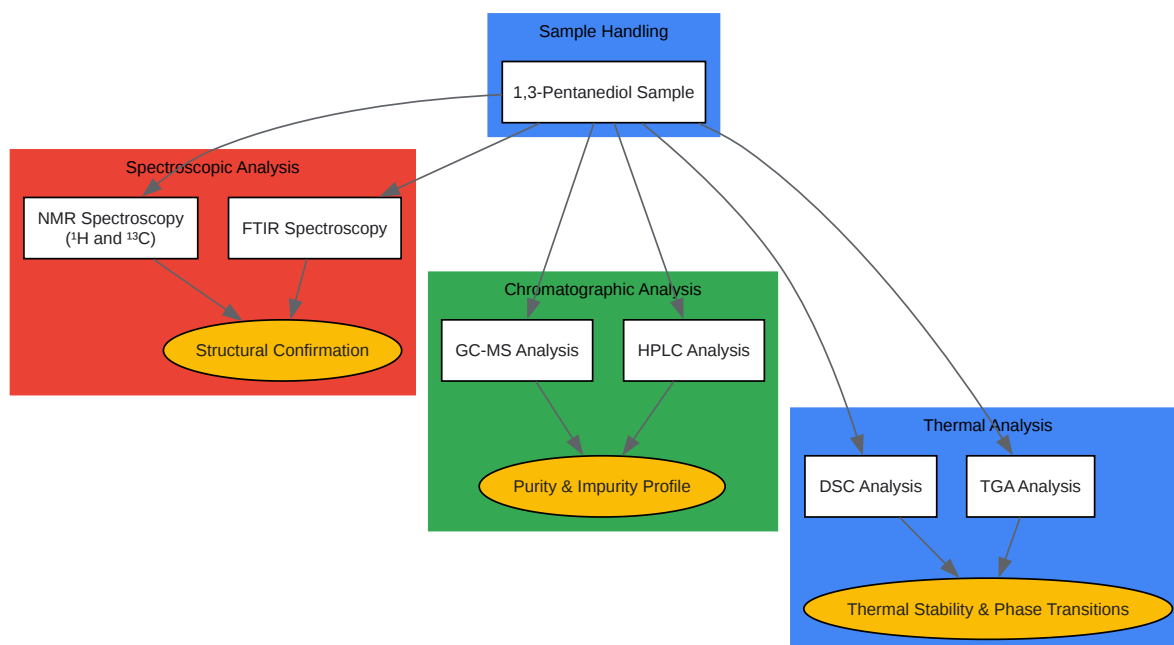 Sample Handling
1,3-Pentanediol Sample
Spectroscopic Analysis
NMR Spectroscopy
(¹H and ¹³C)
FTIR Spectroscopy
Structural Confirmation
Chromatographic Analysis
GC-MS Analysis
HPLC Analysis
Purity & Impurity Profile
Thermal Analysis
DSC Analysis
TGA Analysis
Thermal Stability & Phase Transitions